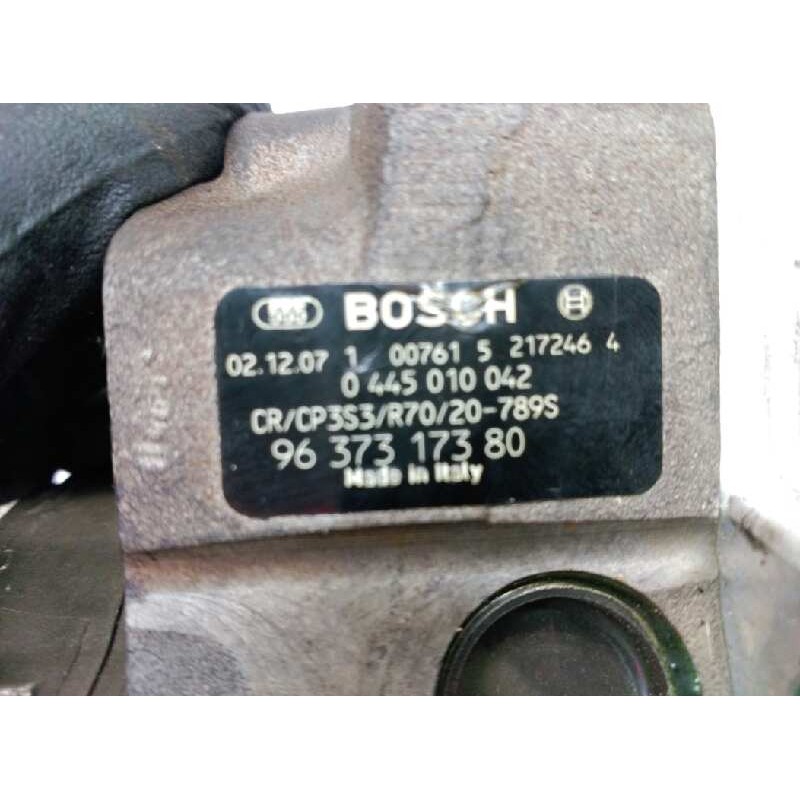 BOSCH
02.12.07 1 00761 5 217246 4
0 445 010 042
CR/CP3S3/R70/20-789S
96 373 173 80
Made in Italy